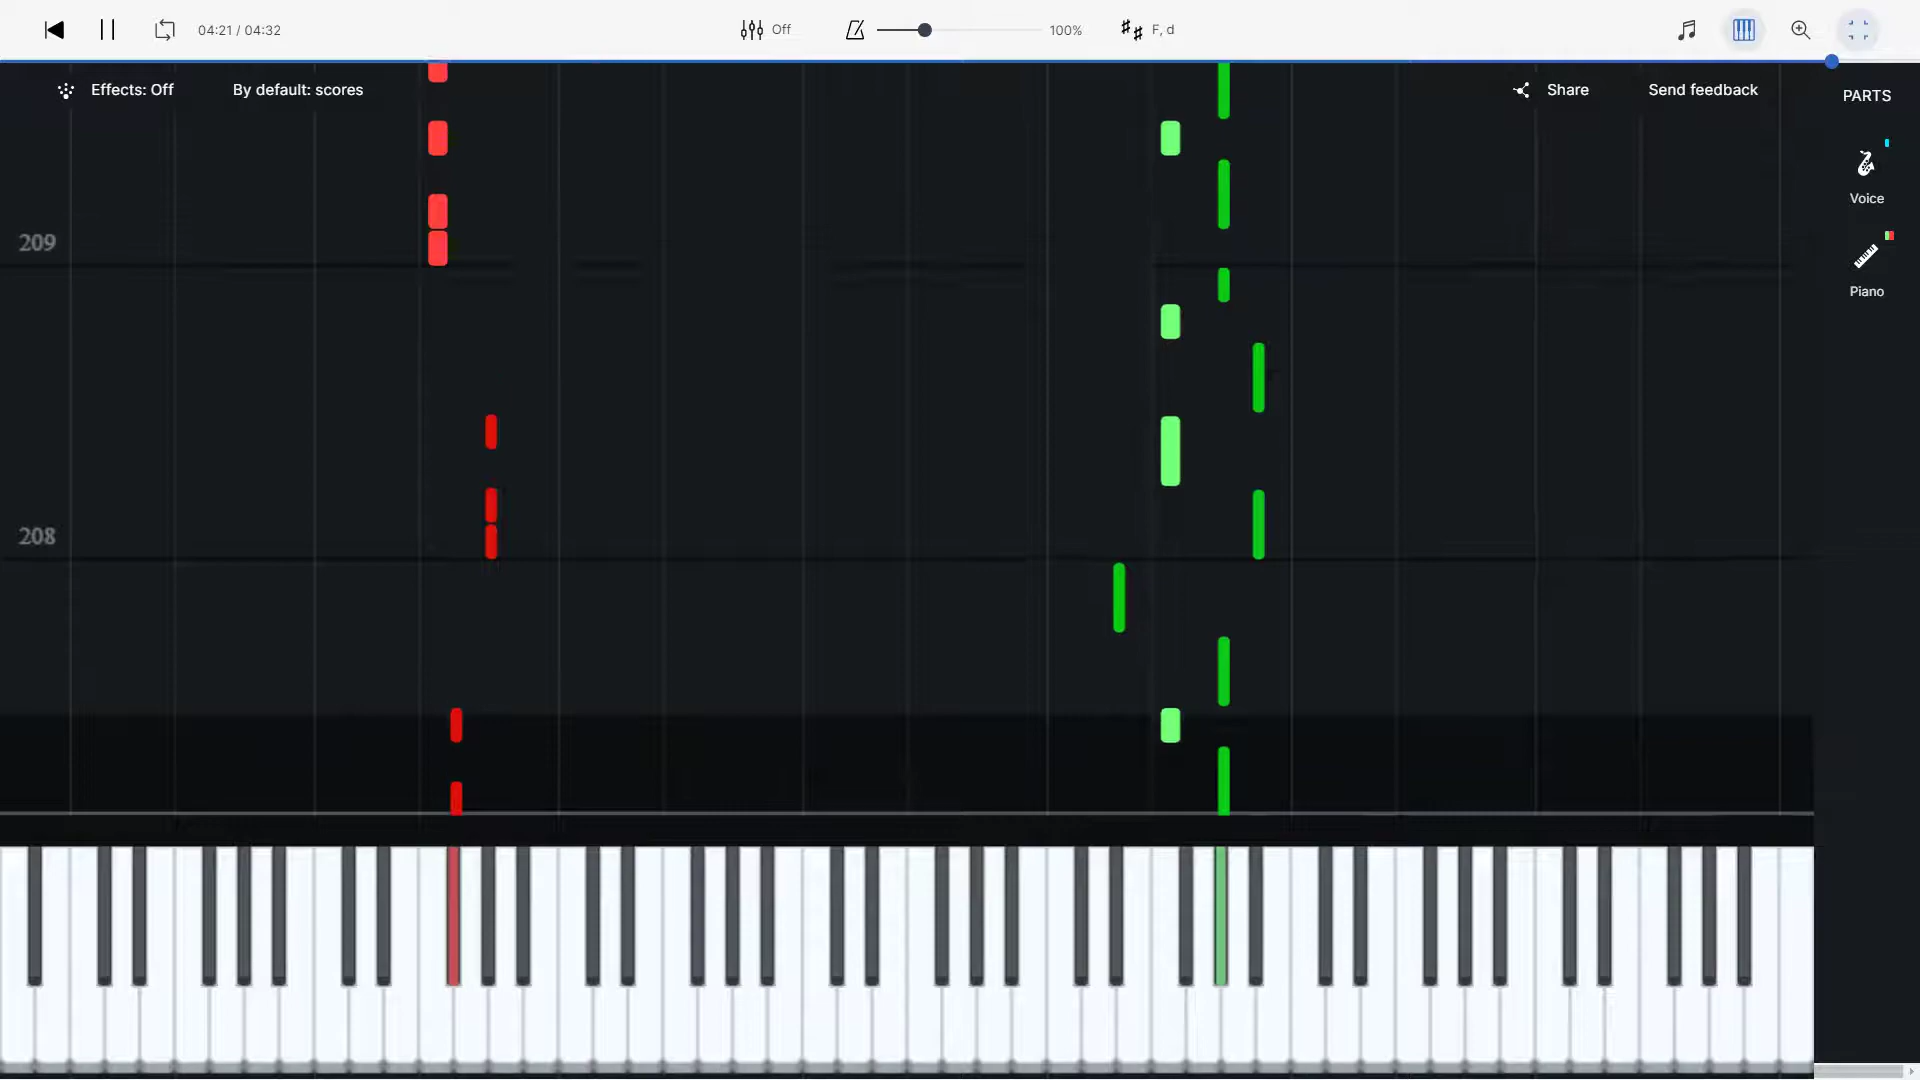 04:21 / 04:32
Off
100%
F, d
Effects: Off
By default: scores
Share
Send feedback
PARTS
Voice
Piano
209
208